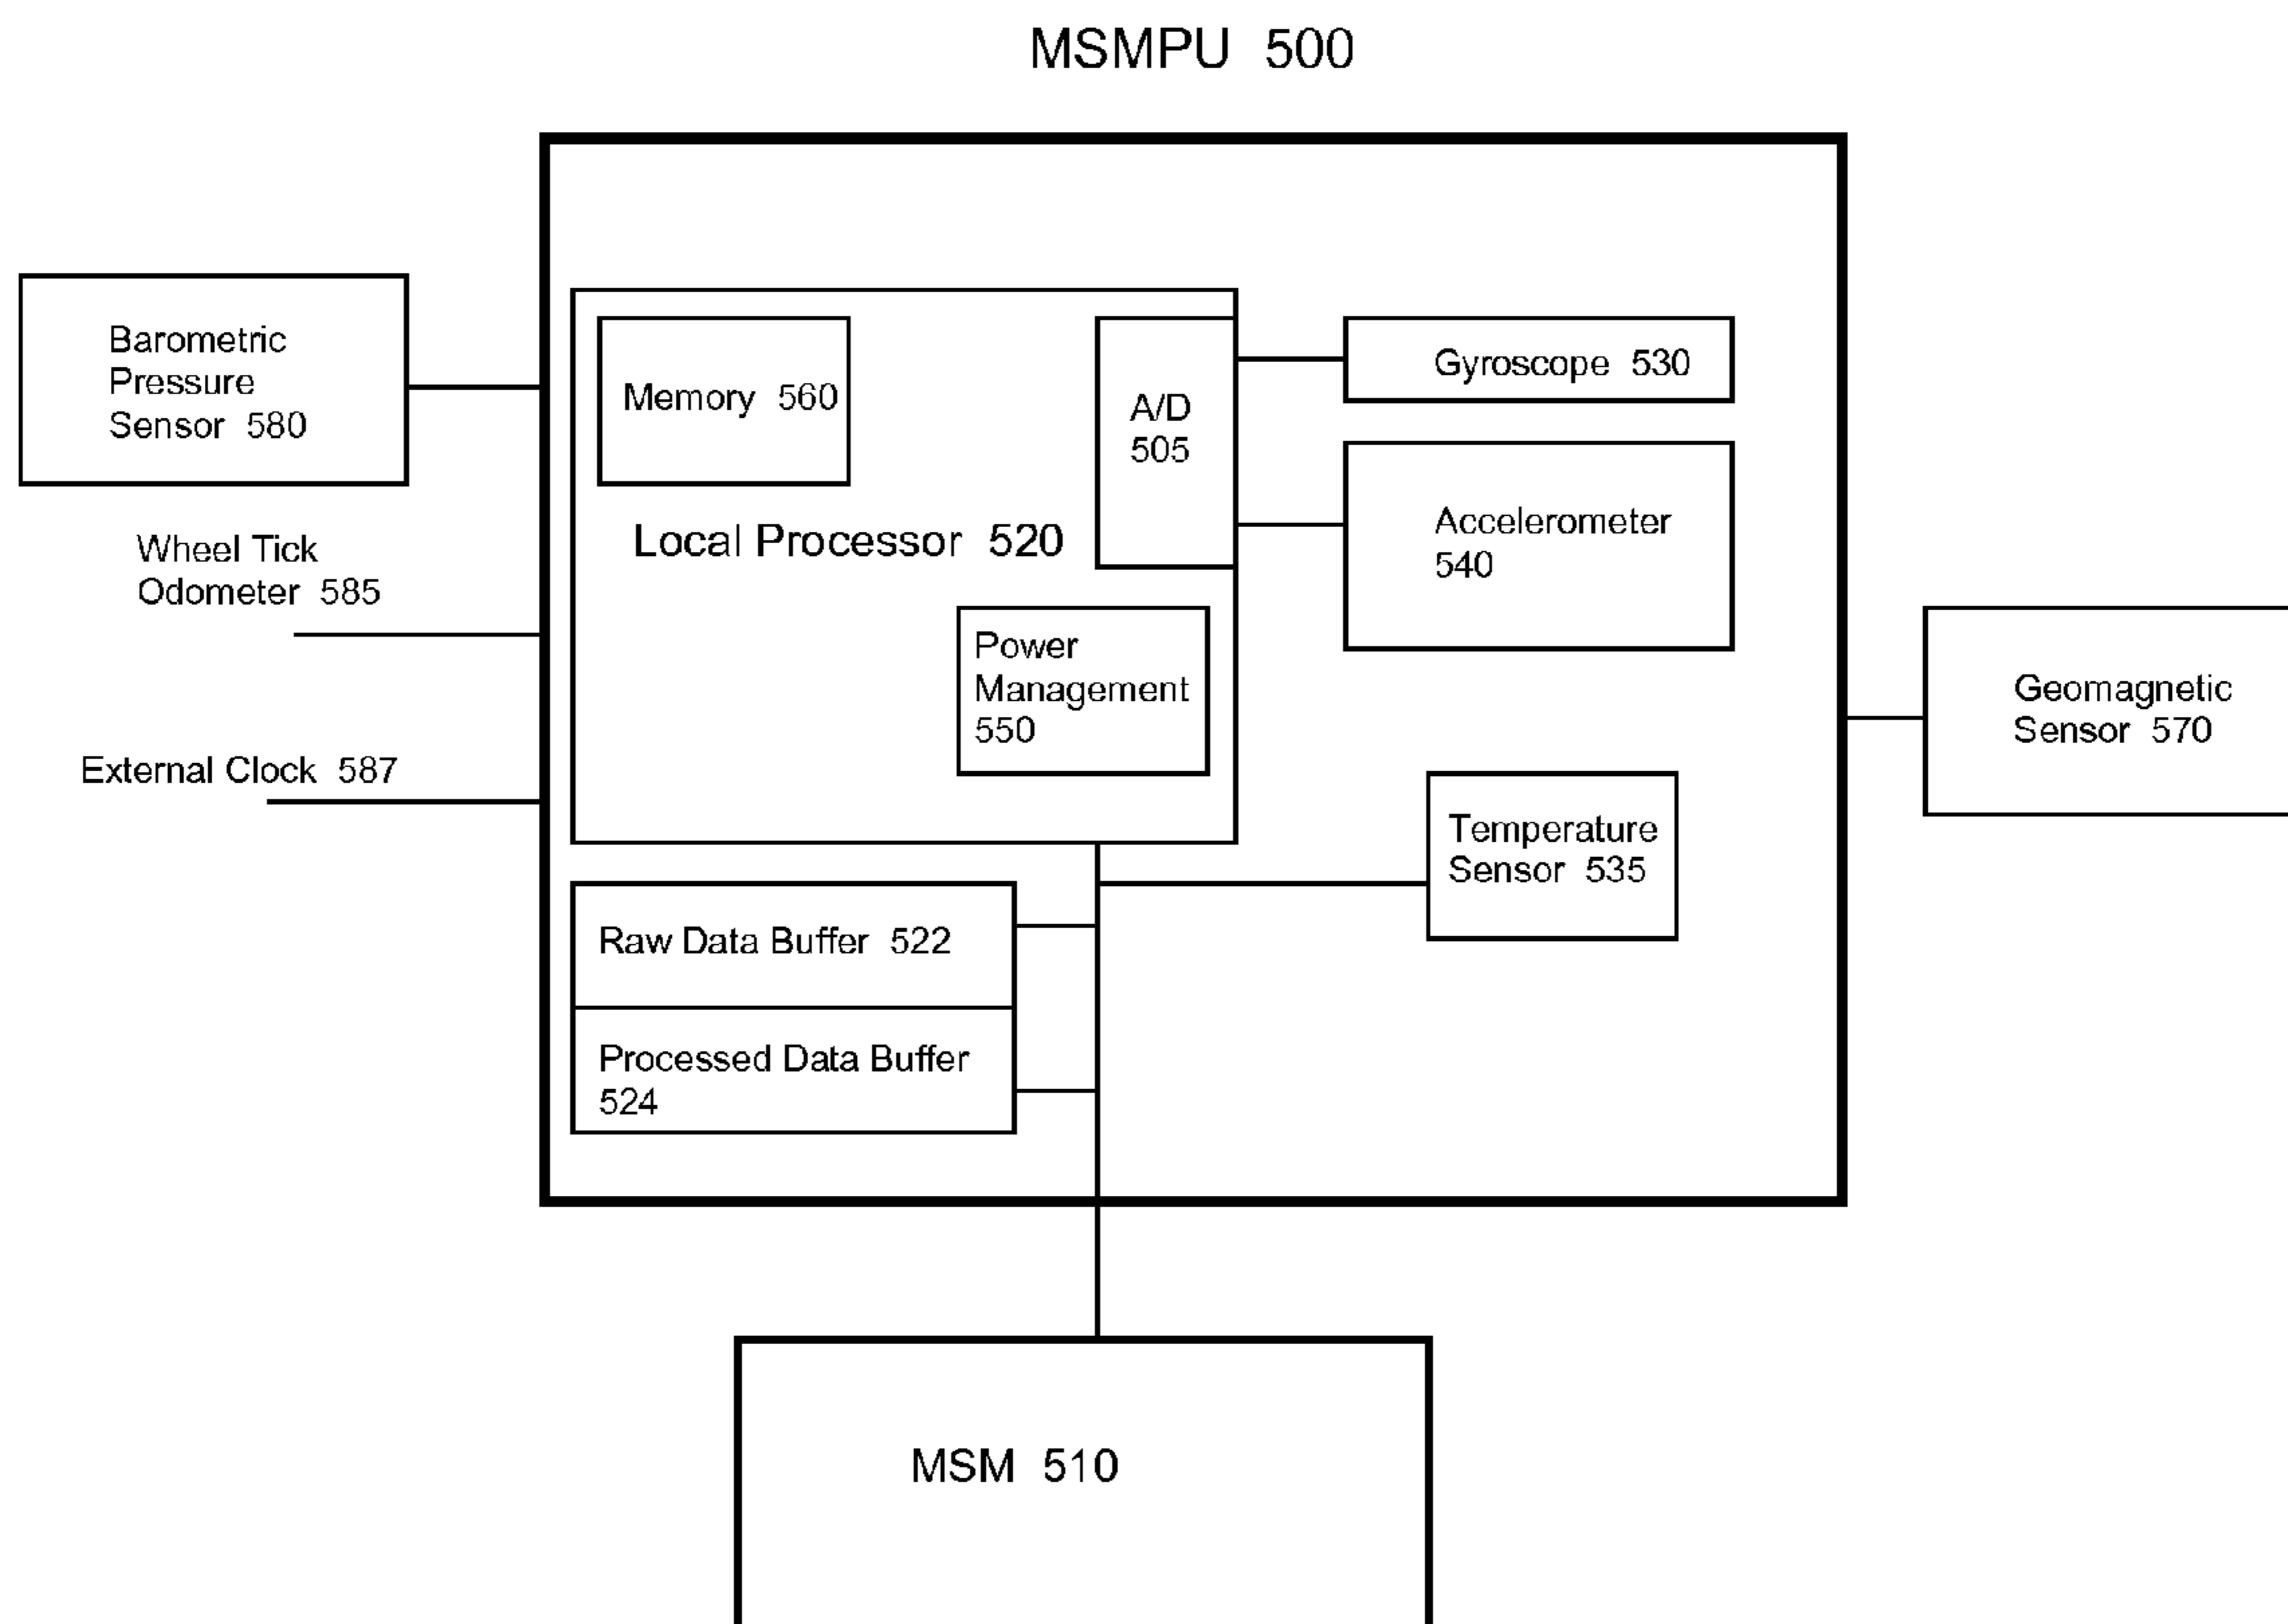 MSMPU 500
Barometric
Pressure
Sensor 580
Wheel Tick
Odometer 585
External Clock 587
Memory 560
A/D
505
Local Processor 520
Power
Management
550
Gyroscope 530
Accelerometer
540
Temperature
Sensor 535
Geomagnetic
Sensor 570
Raw Data Buffer 522
Processed Data Buffer
524
MSM 510